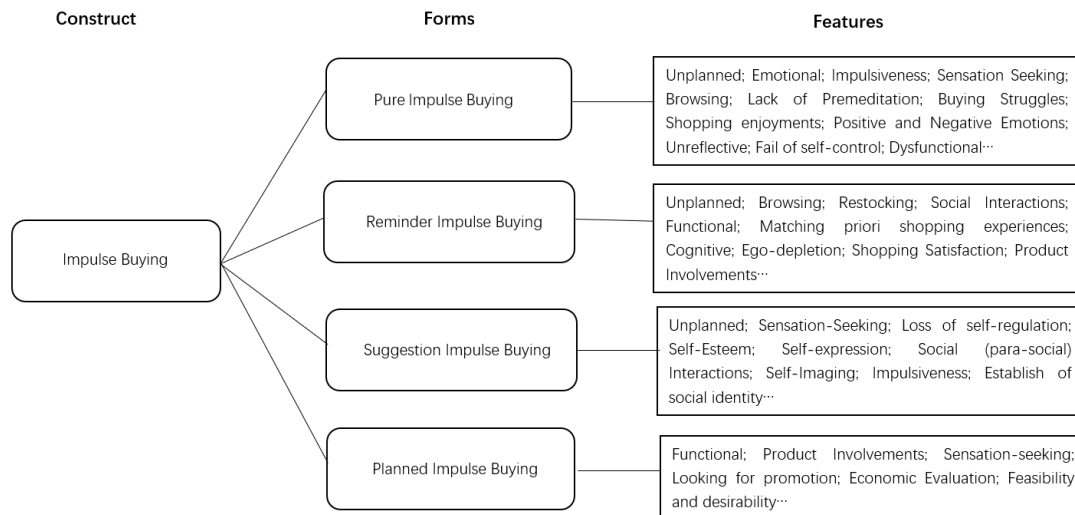 Construct
Forms
Features
Impulse Buying
Pure Impulse Buying
Unplanned; Emotional; Impulsiveness; Sensation Seeking;
Browsing; Lack of Premeditation; Buying Struggles;
Shopping enjoyments; Positive and Negative Emotions;
Unreflective; Fail of self-control; Dysfunctional⋯
Reminder Impulse Buying
Unplanned; Browsing; Restocking; Social Interactions;
Functional; Matching priori shopping experiences;
Cognitive; Ego-depletion; Shopping Satisfaction; Product
Involvements⋯
Suggestion Impulse Buying
Unplanned; Sensation-Seeking; Loss of self-regulation;
Self-Esteem; Self-expression; Social (para-social)
Interactions; Self-Imaging; Impulsiveness; Establish of
social identity⋯
Planned Impulse Buying
Functional; Product Involvements; Sensation-seeking;
Looking for promotion; Economic Evaluation; Feasibility
and desirability⋯